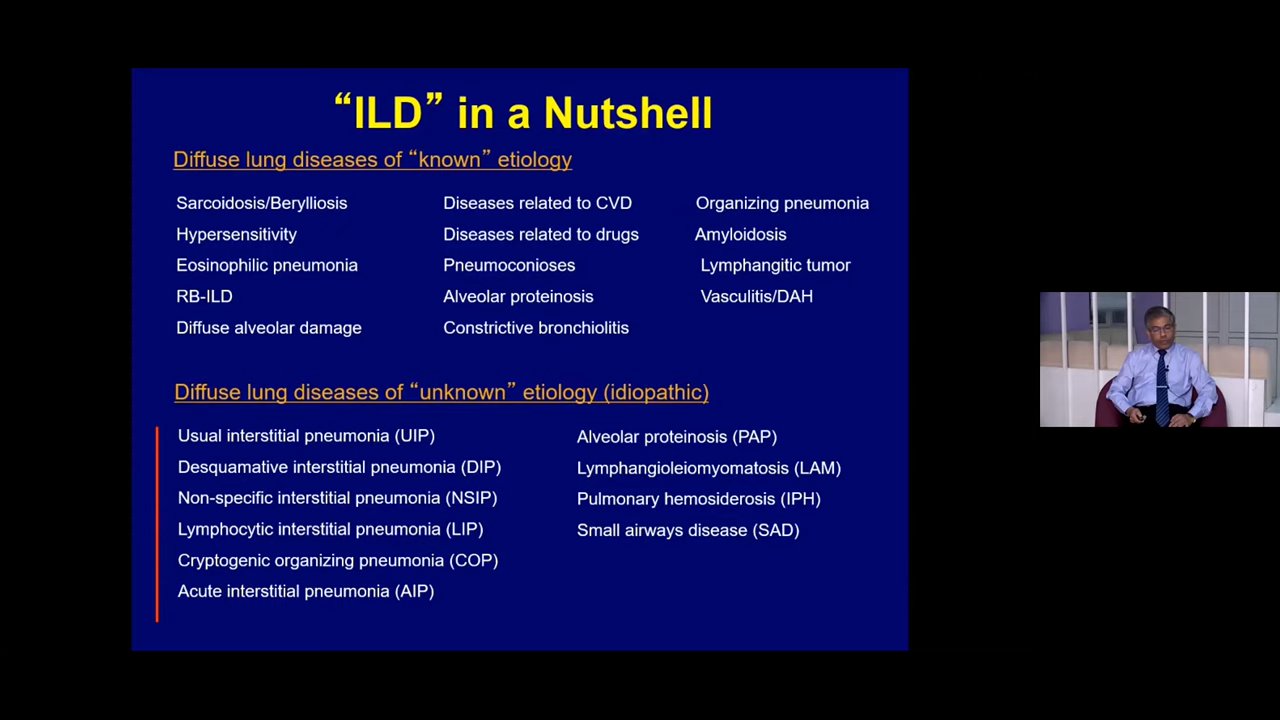 “ILD” in a Nutshell
Diffuse lung diseases of “known” etiology
Sarcoidosis/Berylliosis
Hypersensitivity
Eosinophilic pneumonia
RB-ILD
Diffuse alveolar damage
Diseases related to CVD
Diseases related to drugs
Pneumoconioses
Alveolar proteinosis
Constrictive bronchiolitis
Organizing pneumonia
Amyloidosis
Lymphangitic tumor
Vasculitis/DAH
Diffuse lung diseases of “unknown” etiology (idiopathic)
Usual interstitial pneumonia (UIP)
Desquamative interstitial pneumonia (DIP)
Non-specific interstitial pneumonia (NSIP)
Lymphocytic interstitial pneumonia (LIP)
Cryptogenic organizing pneumonia (COP)
Acute interstitial pneumonia (AIP)
Alveolar proteinosis (PAP)
Lymphangioleiomyomatosis (LAM)
Pulmonary hemosiderosis (IPH)
Small airways disease (SAD)